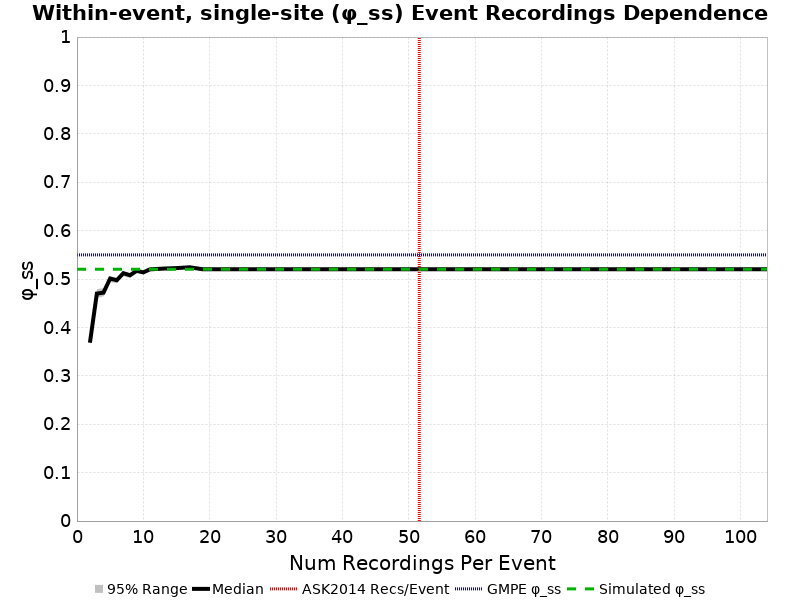 Within-event, single-site (φ_ss) Event Recordings Dependence
1
0.9
0.8
0.7
0.6
0.5
0.4
0.3
0.2
0.1
0
φ_ss
0 10 20 30 40 50 60 70 80 90 100
Num Recordings Per Event
95% Range Median ASK2014 Recs/Event GMPE φ_ss Simulated φ_ss